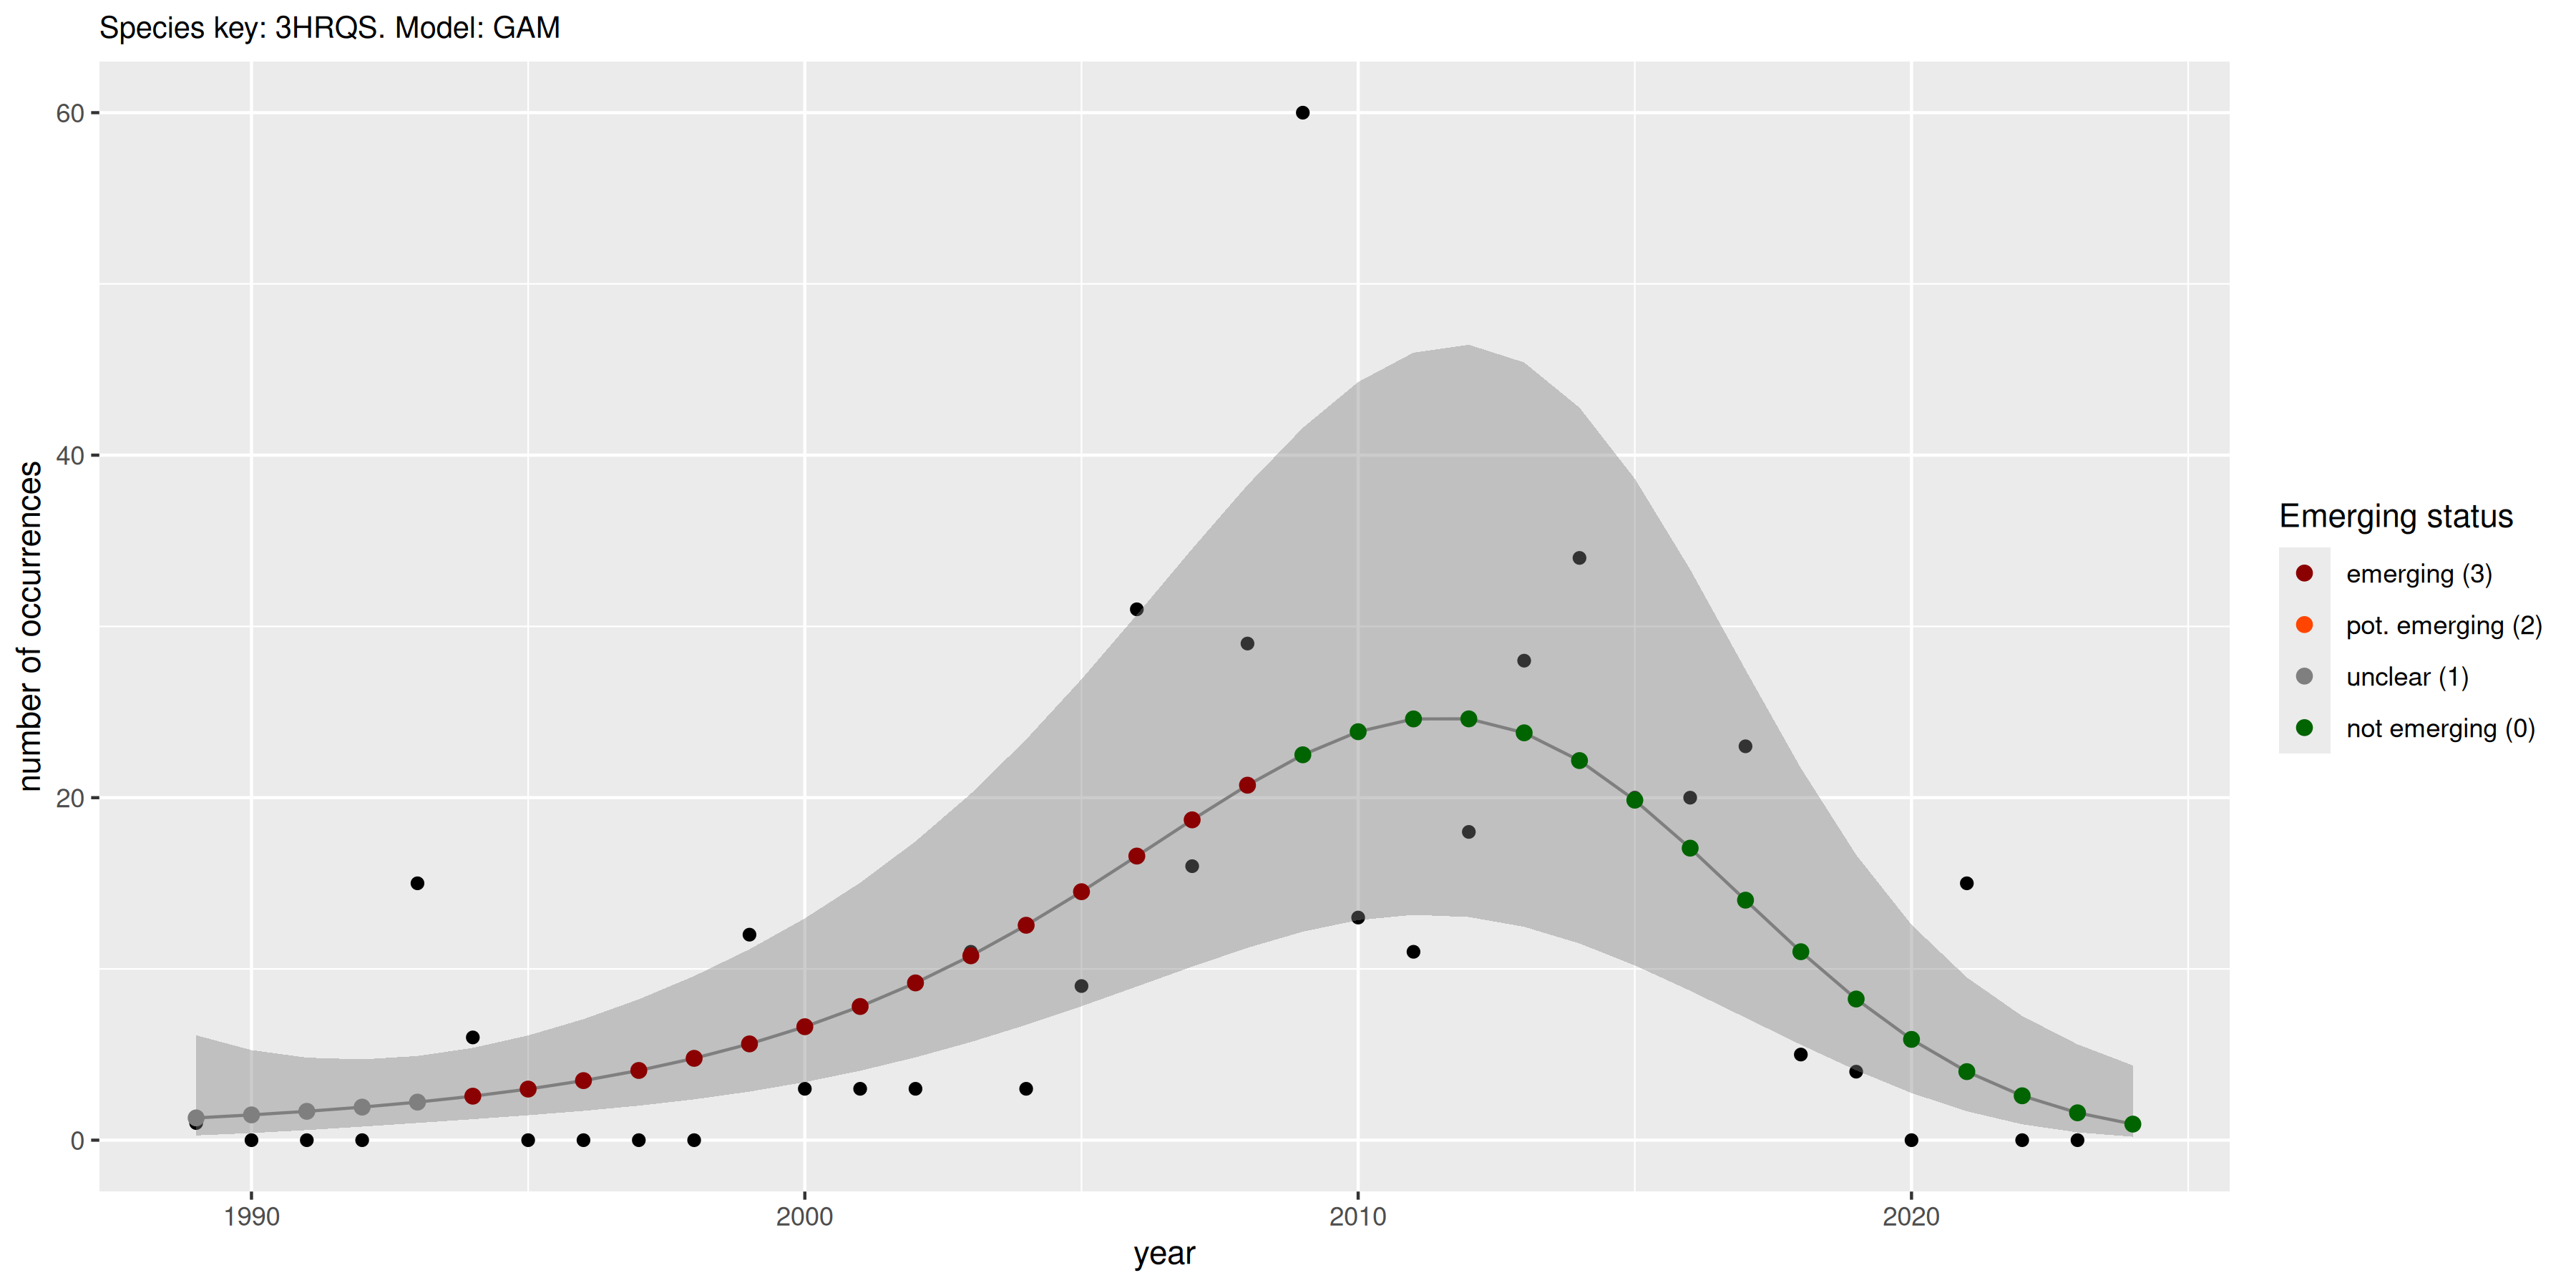 Species key: 3HRQS. Model: GAM
60
40
20
0
number of occurrences
1990
2000
2010
2020
year
Emerging status
emerging (3)
pot. emerging (2)
unclear (1)
not emerging (0)